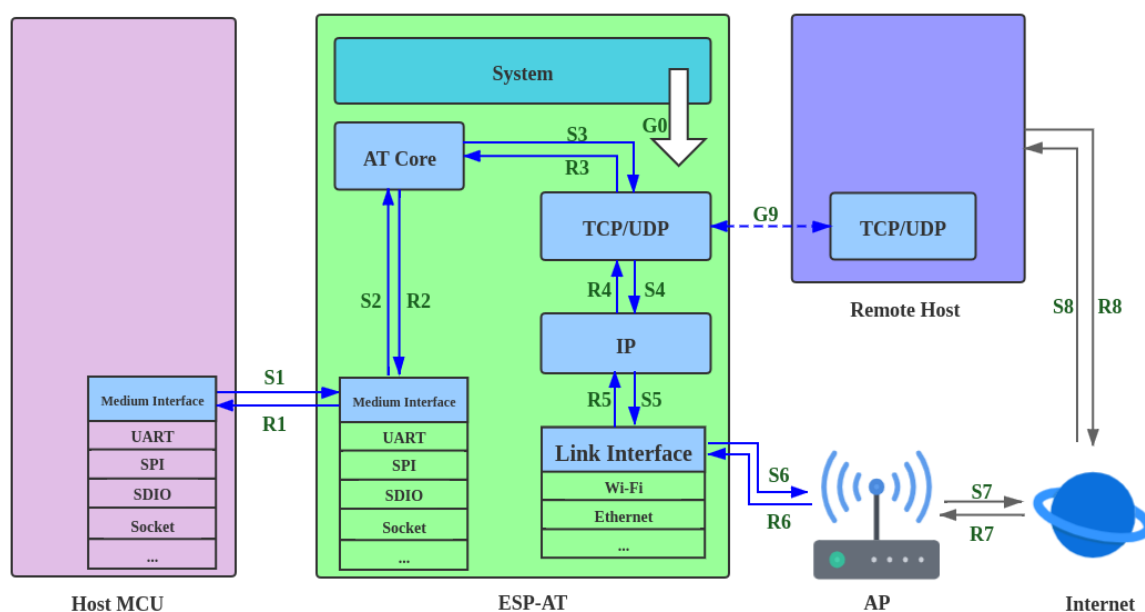 System
G0
AT Core
S3
R3
TCP/UDP
G9
TCP/UDP
S2
R2
R4
S4
S8
R8
Remote Host
IP
R5
S5
Medium Interface
S1
R1
Medium Interface
UART
SPI
SDIO
Socket
...
UART
SPI
SDIO
Socket
...
Link Interface
Wi-Fi
Ethernet
...
S6
R6
S7
R7
Host MCU
ESP-AT
AP
Internet